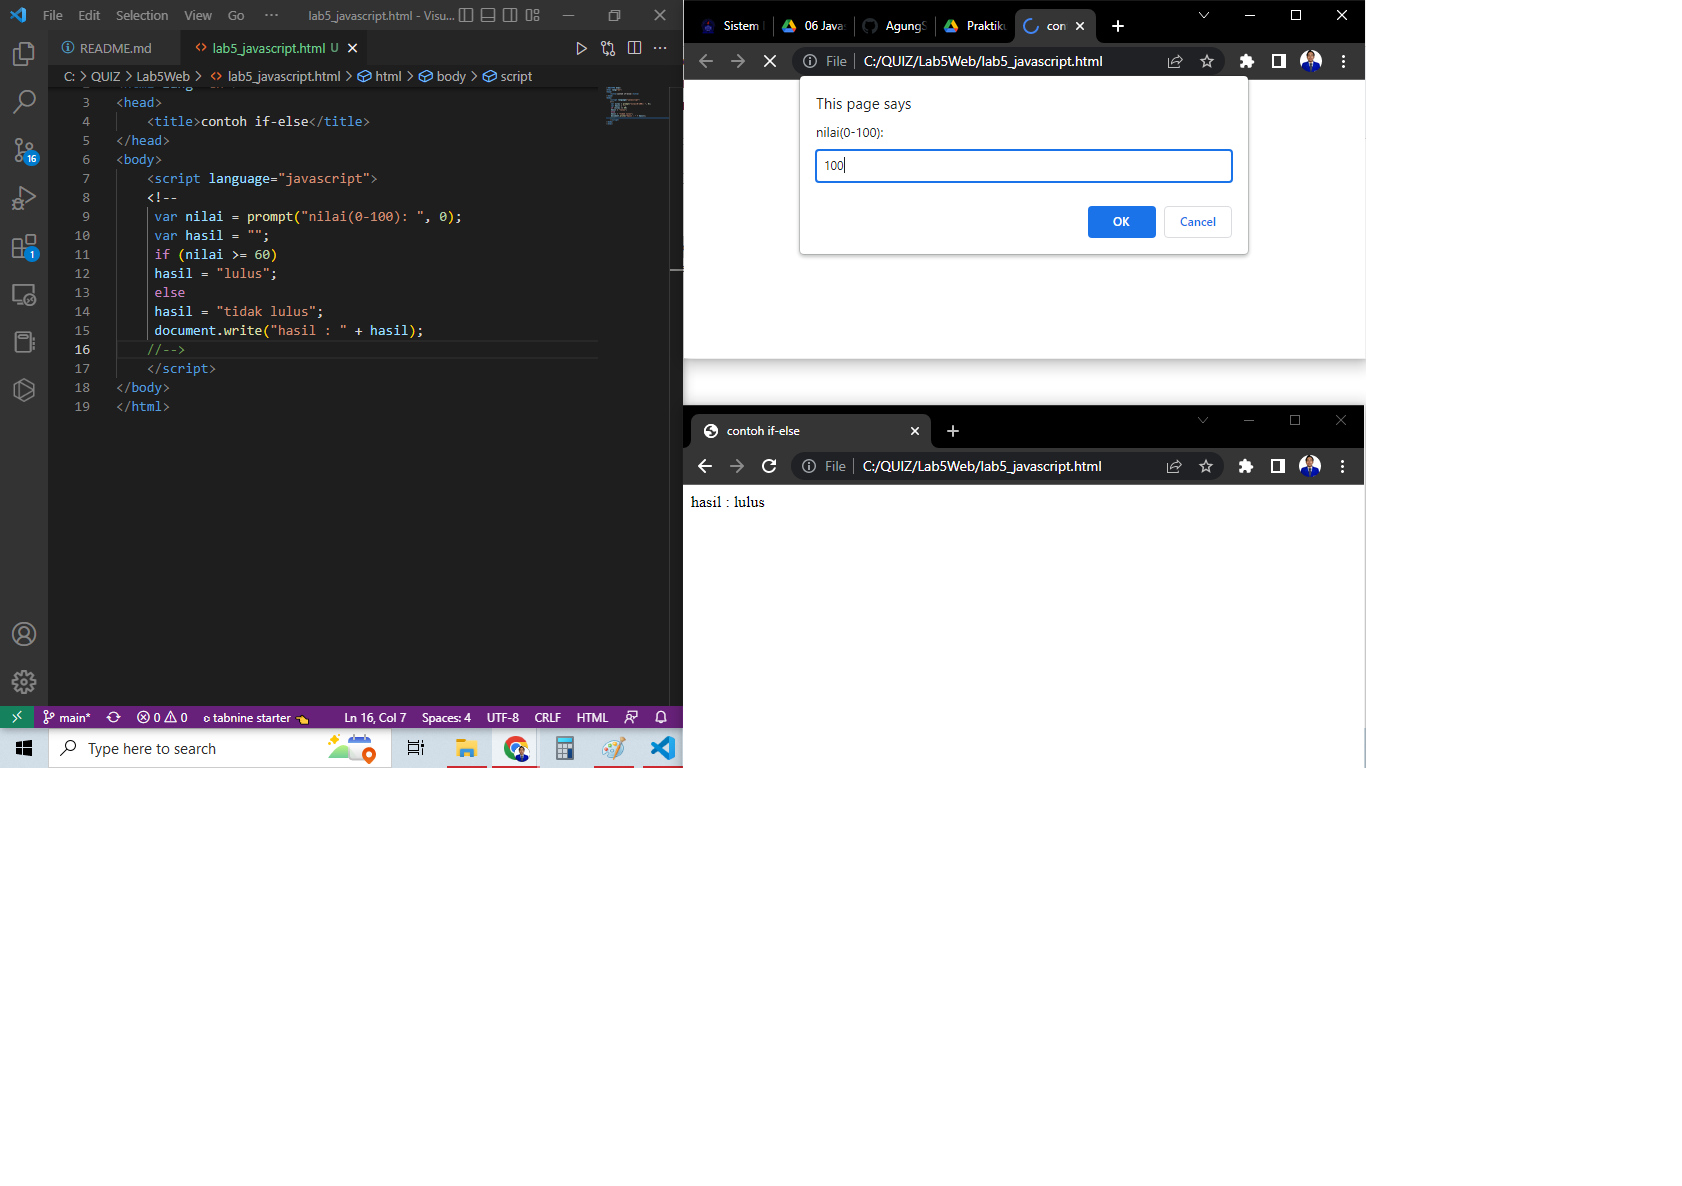 File Edit Selection View Go ··· lab5_javascript.html - Visu...
README.md lab5_javascript.html U
C: > QUIZ > Lab5Web > lab5_javascript.html > html > body > script
3 <head>
4 <title>contoh if-else</title>
5 </head>
6 <body>
7 <script language="javascript">
8 <!--
9 var nilai = prompt("nilai(0-100): ", 0);
10 var hasil = "";
11 if (nilai >= 60)
12 hasil = "lulus";
13 else
14 hasil = "tidak lulus";
15 document.write("hasil : " + hasil);
16 //-->
17 </script>
18 </body>
19 </html>
16
1
main* 0 0 tabnine starter Ln 16, Col 7 Spaces: 4 UTF-8 CRLF HTML
Type here to search
Sistem 06 Javas AgungS Praktiku con
File C:/QUIZ/Lab5Web/lab5_javascript.html
This page says
nilai(0-100):
100
OK Cancel
contoh if-else
File C:/QUIZ/Lab5Web/lab5_javascript.html
hasil : lulus